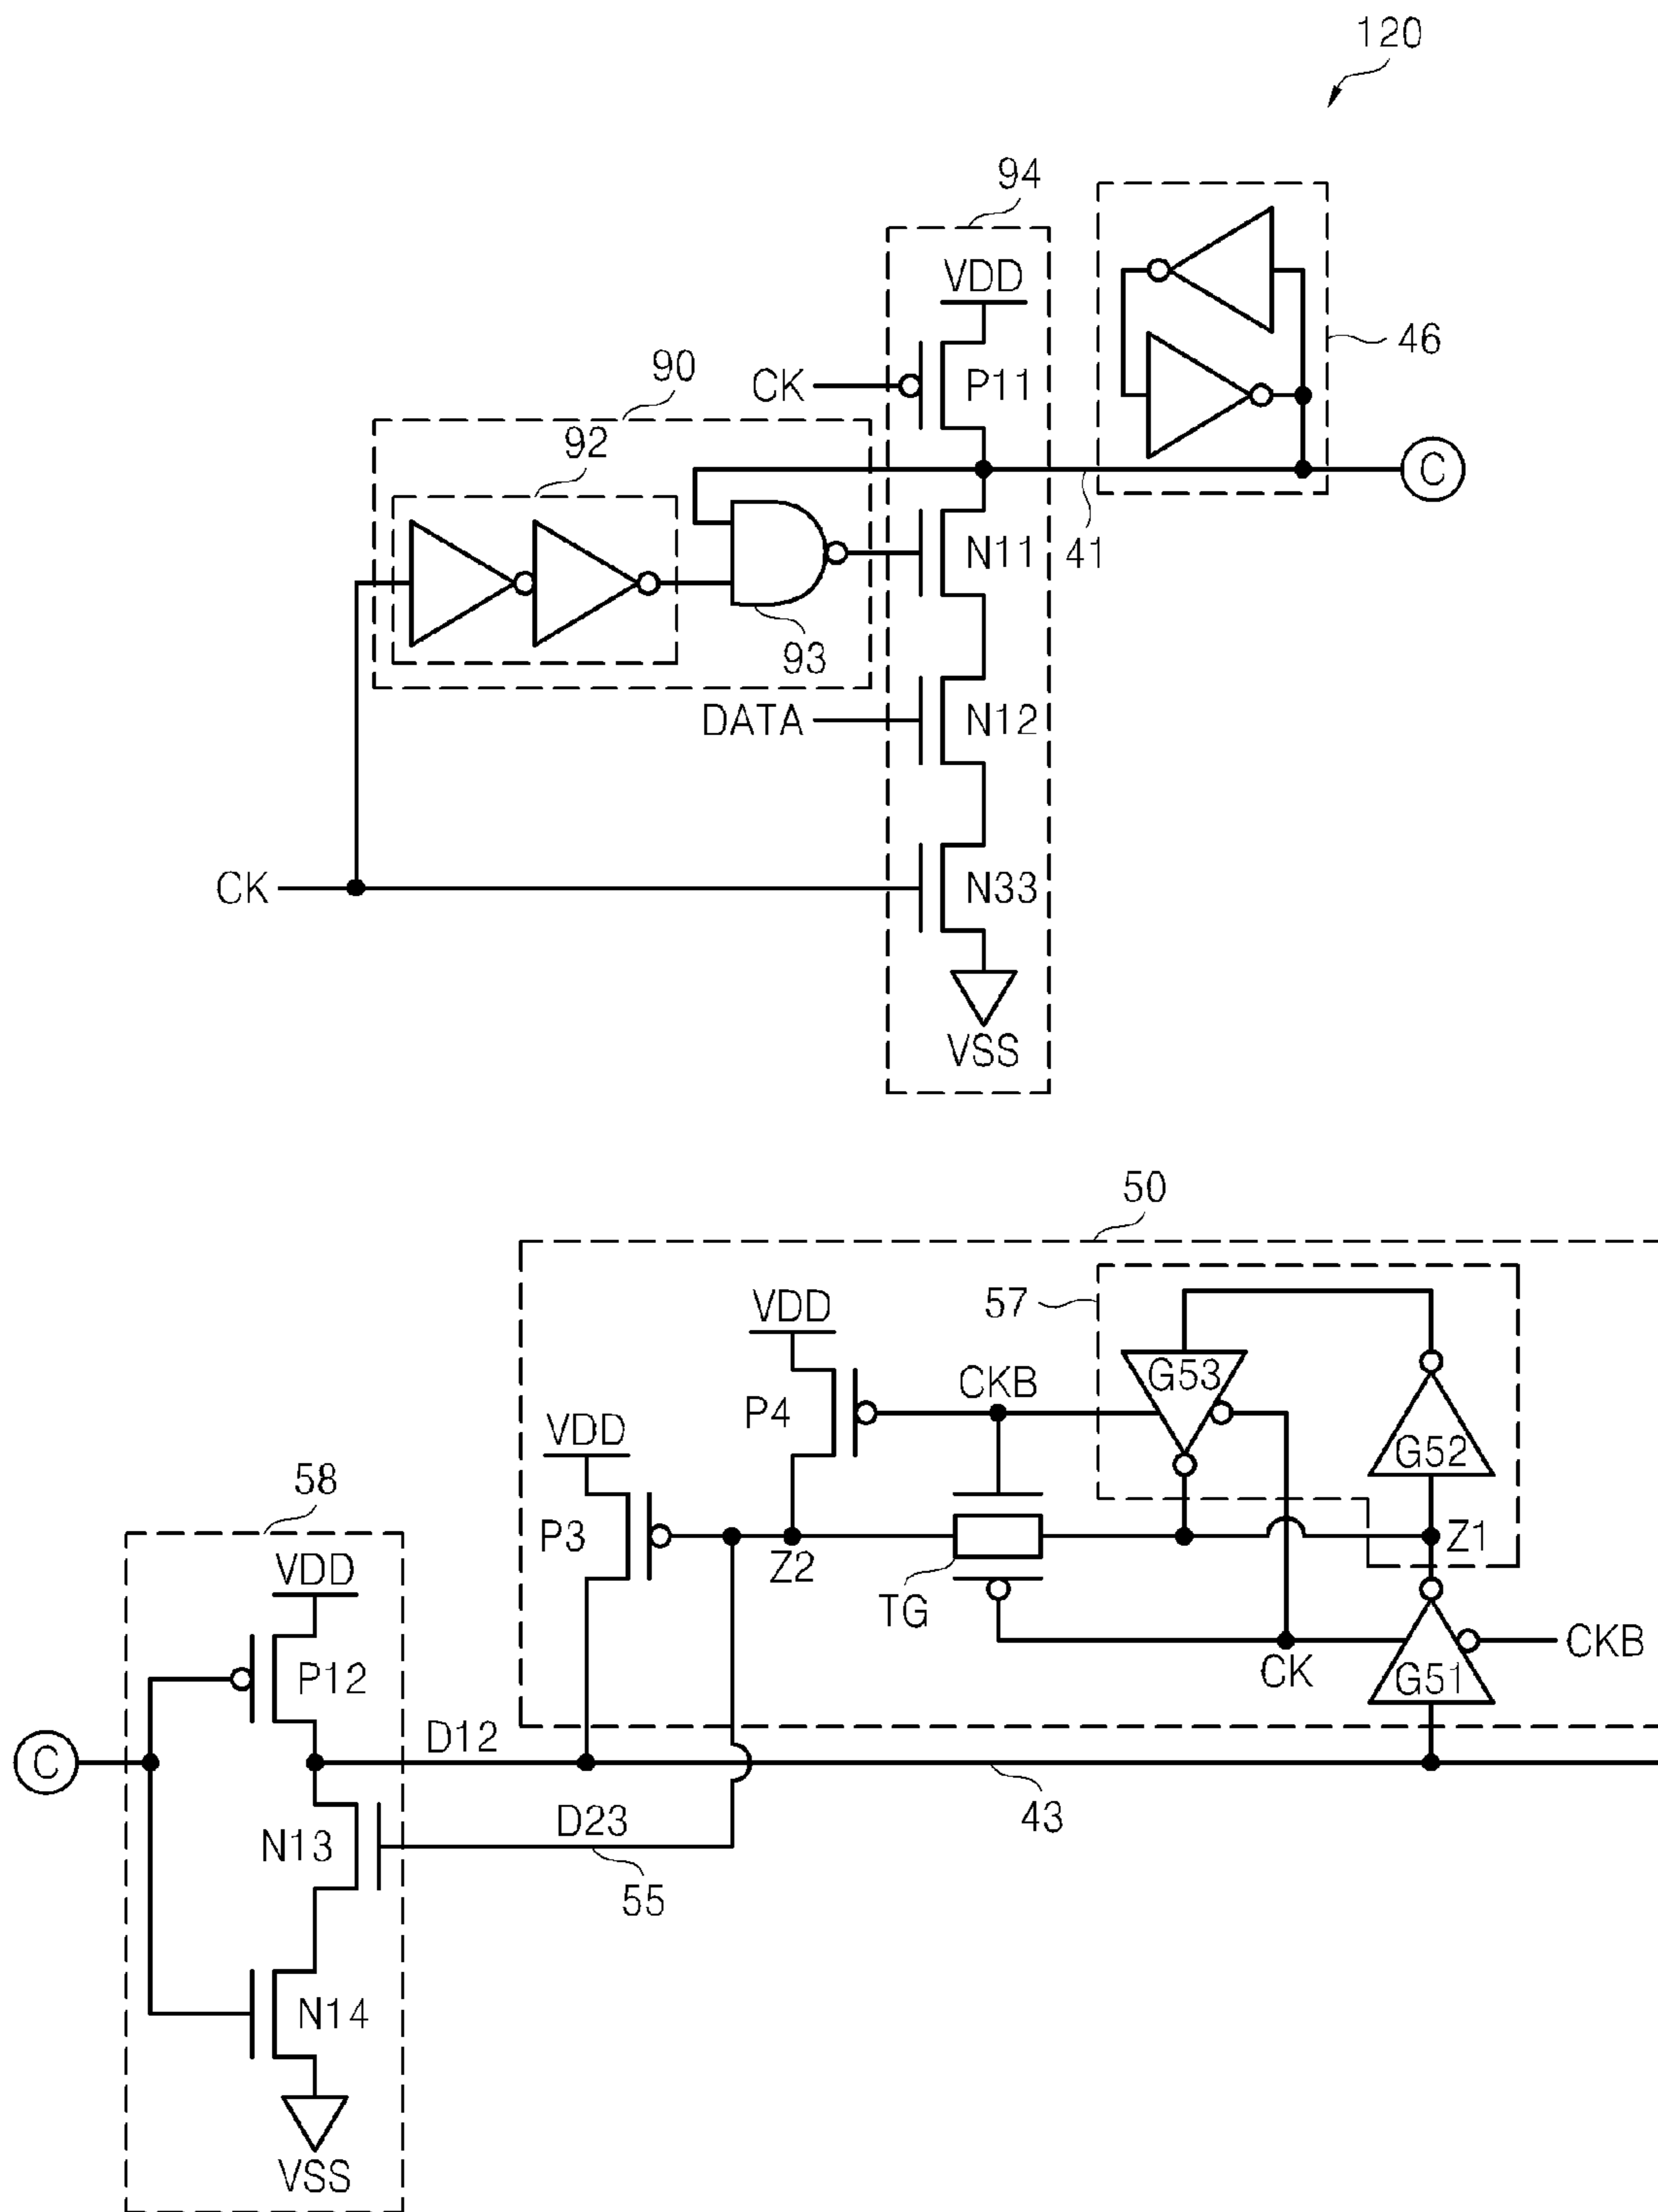 120
94
VDD
46
90
CK
P11
92
C
N11
41
93
DATA
N12
CK
N33
VSS
50
57
VDD
G53
CKB
P4
VDD
G52
58
P3
Z1
VDD
Z2
TG
CKB
P12
CK
G51
D12
C
43
N13
D23
55
N14
VSS